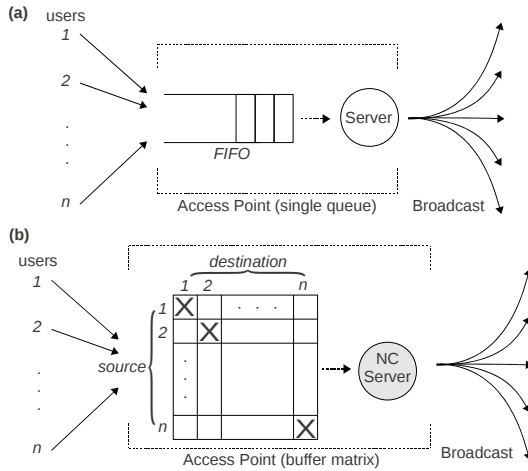 (a)
users
1
2
.
.
.
n
FIFO
Server
Access Point (single queue)
Broadcast
(b)
users
1
2
.
.
.
n
destination
1 2 n
1
2
source
n
. . .
.
.
.
X
X
X
NC
Server
Access Point (buffer matrix)
Broadcast